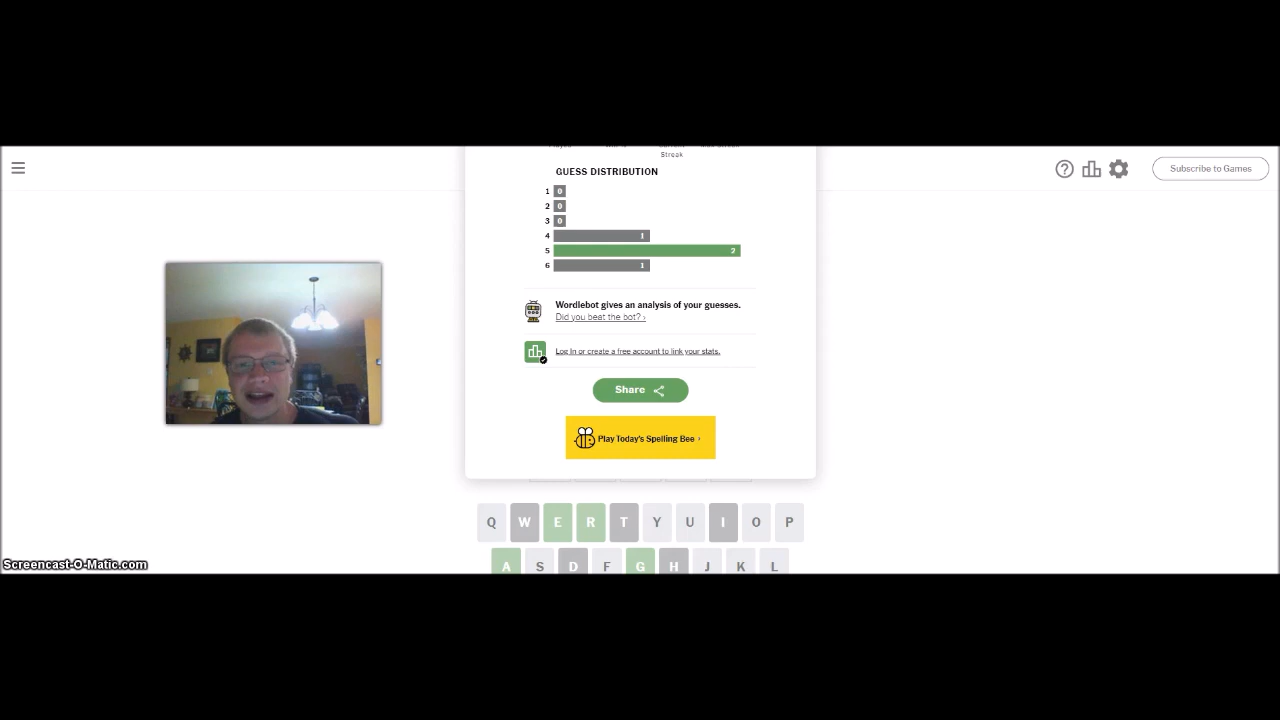 Streak
Subscribe to Games
GUESS DISTRIBUTION
1 0
2 0
3 0
4 1
5 2
6 1
Wordlebot gives an analysis of your guesses.
Did you beat the bot? ›
Log In or create a free account to link your stats.
Share
Play Today's Spelling Bee ›
Q W E R T Y U I O P
A S D F G H J K L
Screencast-O-Matic.com